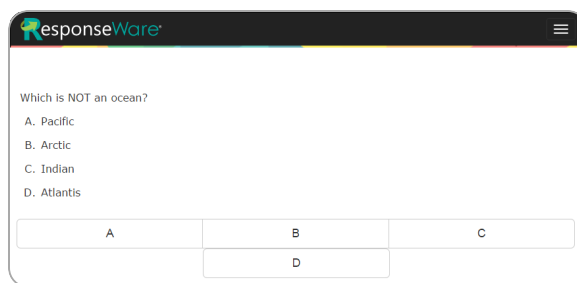 ResponseWare
Which is NOT an ocean?
A. Pacific
B. Arctic
C. Indian
D. Atlantis
A B C
D